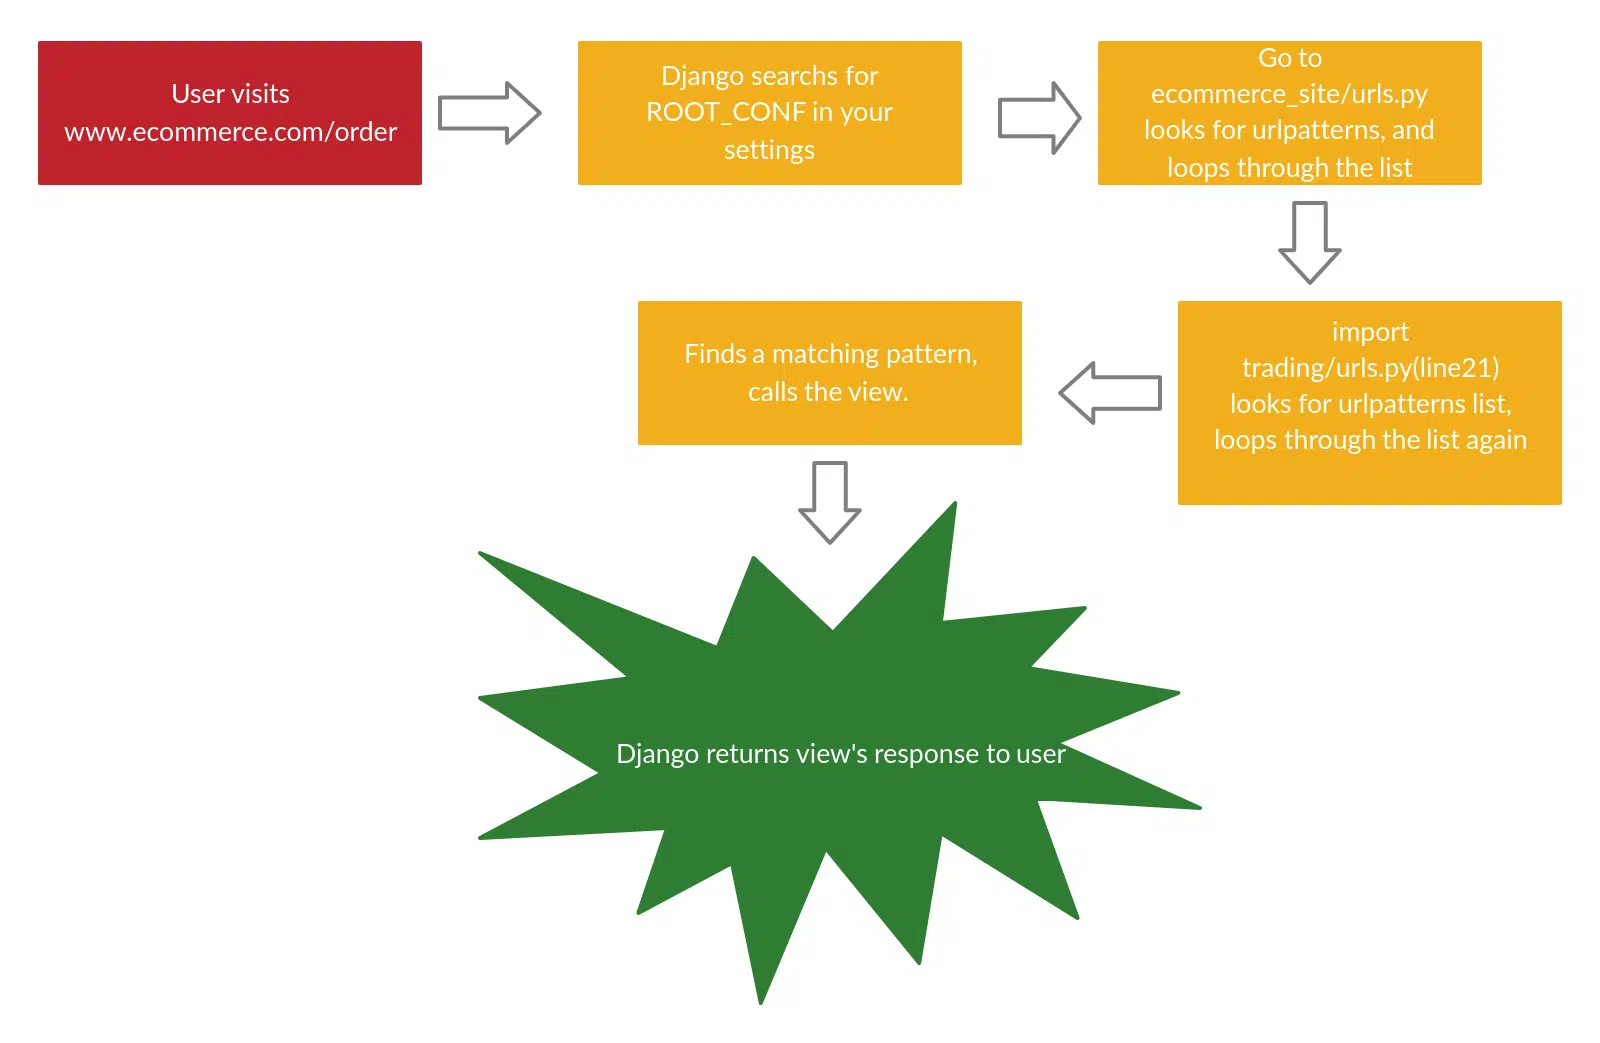 User visits
www.ecommerce.com/order
Django searchs for
ROOT_CONF in your
settings
Go to
ecommerce_site/urls.py
looks for urlpatterns, and
loops through the list
import
trading/urls.py(line21)
looks for urlpatterns list,
loops through the list again
Finds a matching pattern,
calls the view.
Django returns view's response to user